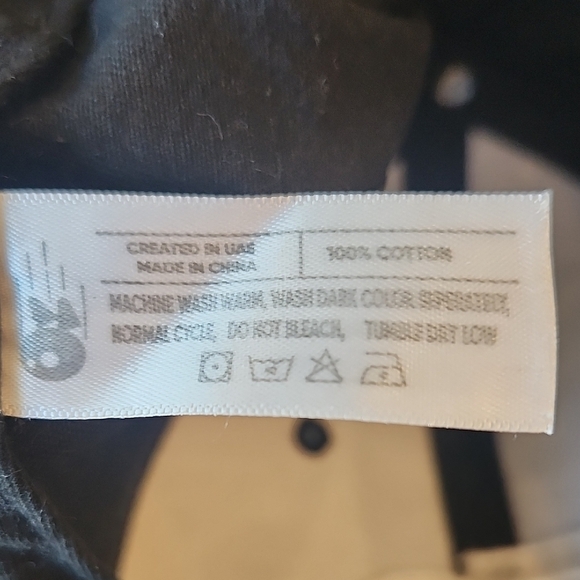 CREATED IN UAE
MADE IN CHINA
100% COTTON
MACHINE WASH WARM, WASH DARK COLOR SEPERATELY,
NORMAL CYCLE, DO NOT BLEACH, TUMBLE DRY LOW